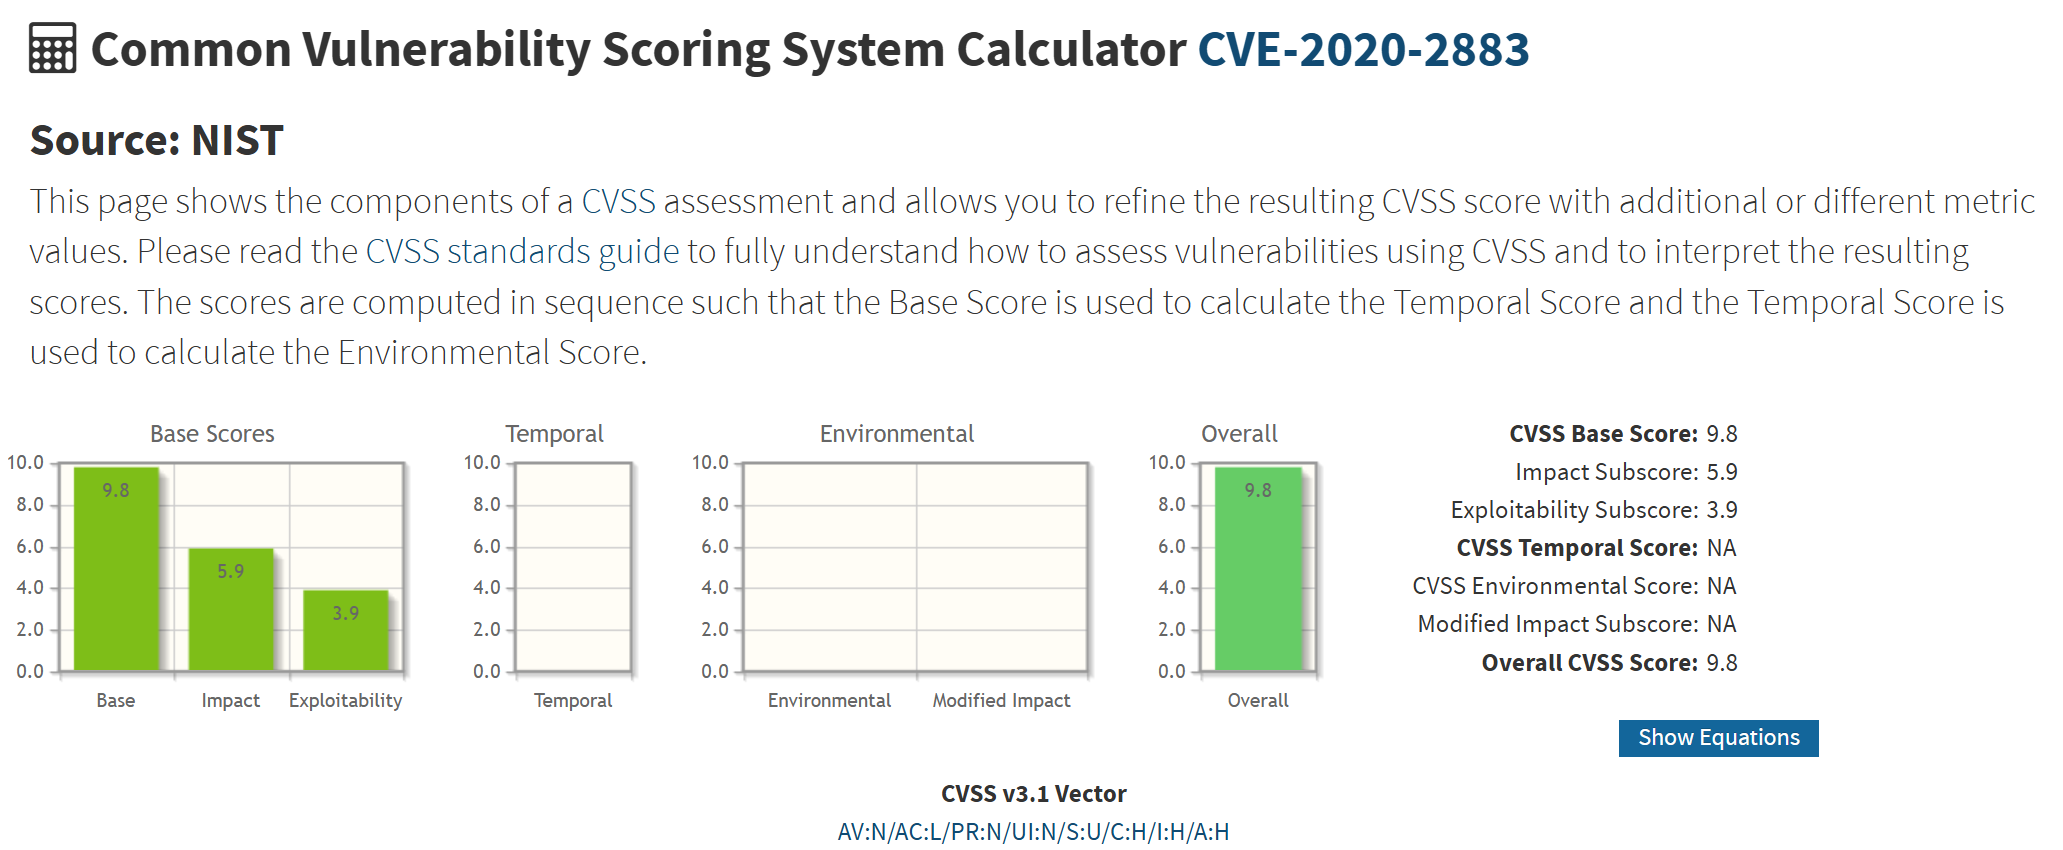 Common Vulnerability Scoring System Calculator CVE-2020-2883
Source: NIST
This page shows the components of a CVSS assessment and allows you to refine the resulting CVSS score with additional or different metric
values. Please read the CVSS standards guide to fully understand how to assess vulnerabilities using CVSS and to interpret the resulting
scores. The scores are computed in sequence such that the Base Score is used to calculate the Temporal Score and the Temporal Score is
used to calculate the Environmental Score.
Base Scores
10.0
8.0
6.0
4.0
2.0
0.0
9.8
5.9
3.9
Base Impact Exploitability
Temporal
10.0
8.0
6.0
4.0
2.0
0.0
Temporal
Environmental
10.0
8.0
6.0
4.0
2.0
0.0
Environmental Modified Impact
Overall
10.0
8.0
6.0
4.0
2.0
0.0
9.8
Overall
CVSS Base Score: 9.8
Impact Subscore: 5.9
Exploitability Subscore: 3.9
CVSS Temporal Score: NA
CVSS Environmental Score: NA
Modified Impact Subscore: NA
Overall CVSS Score: 9.8
Show Equations
CVSS v3.1 Vector
AV:N/AC:L/PR:N/UI:N/S:U/C:H/I:H/A:H